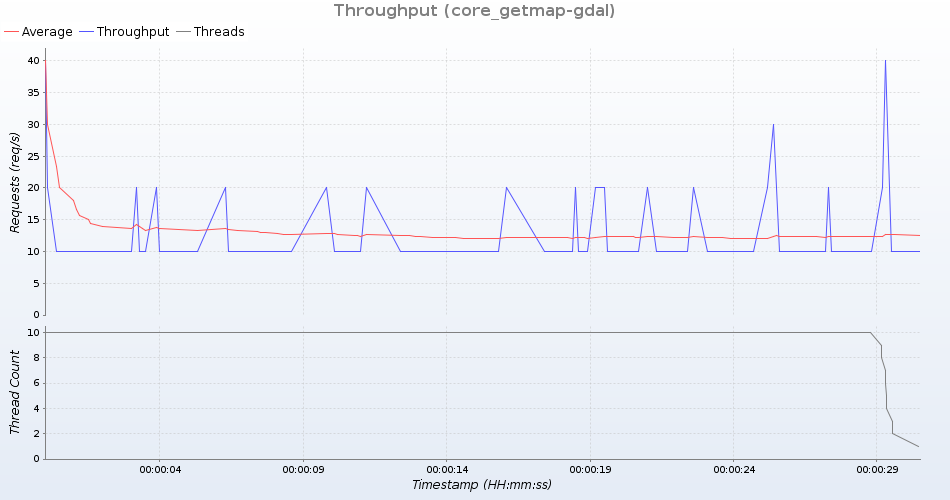 Throughput (core_getmap-gdal)
Average Throughput Threads
Requests (req/s)
40
35
30
25
20
15
10
5
0
Thread Count
10
8
6
4
2
0
00:00:04 00:00:09 00:00:14 00:00:19 00:00:24 00:00:29
Timestamp (HH:mm:ss)